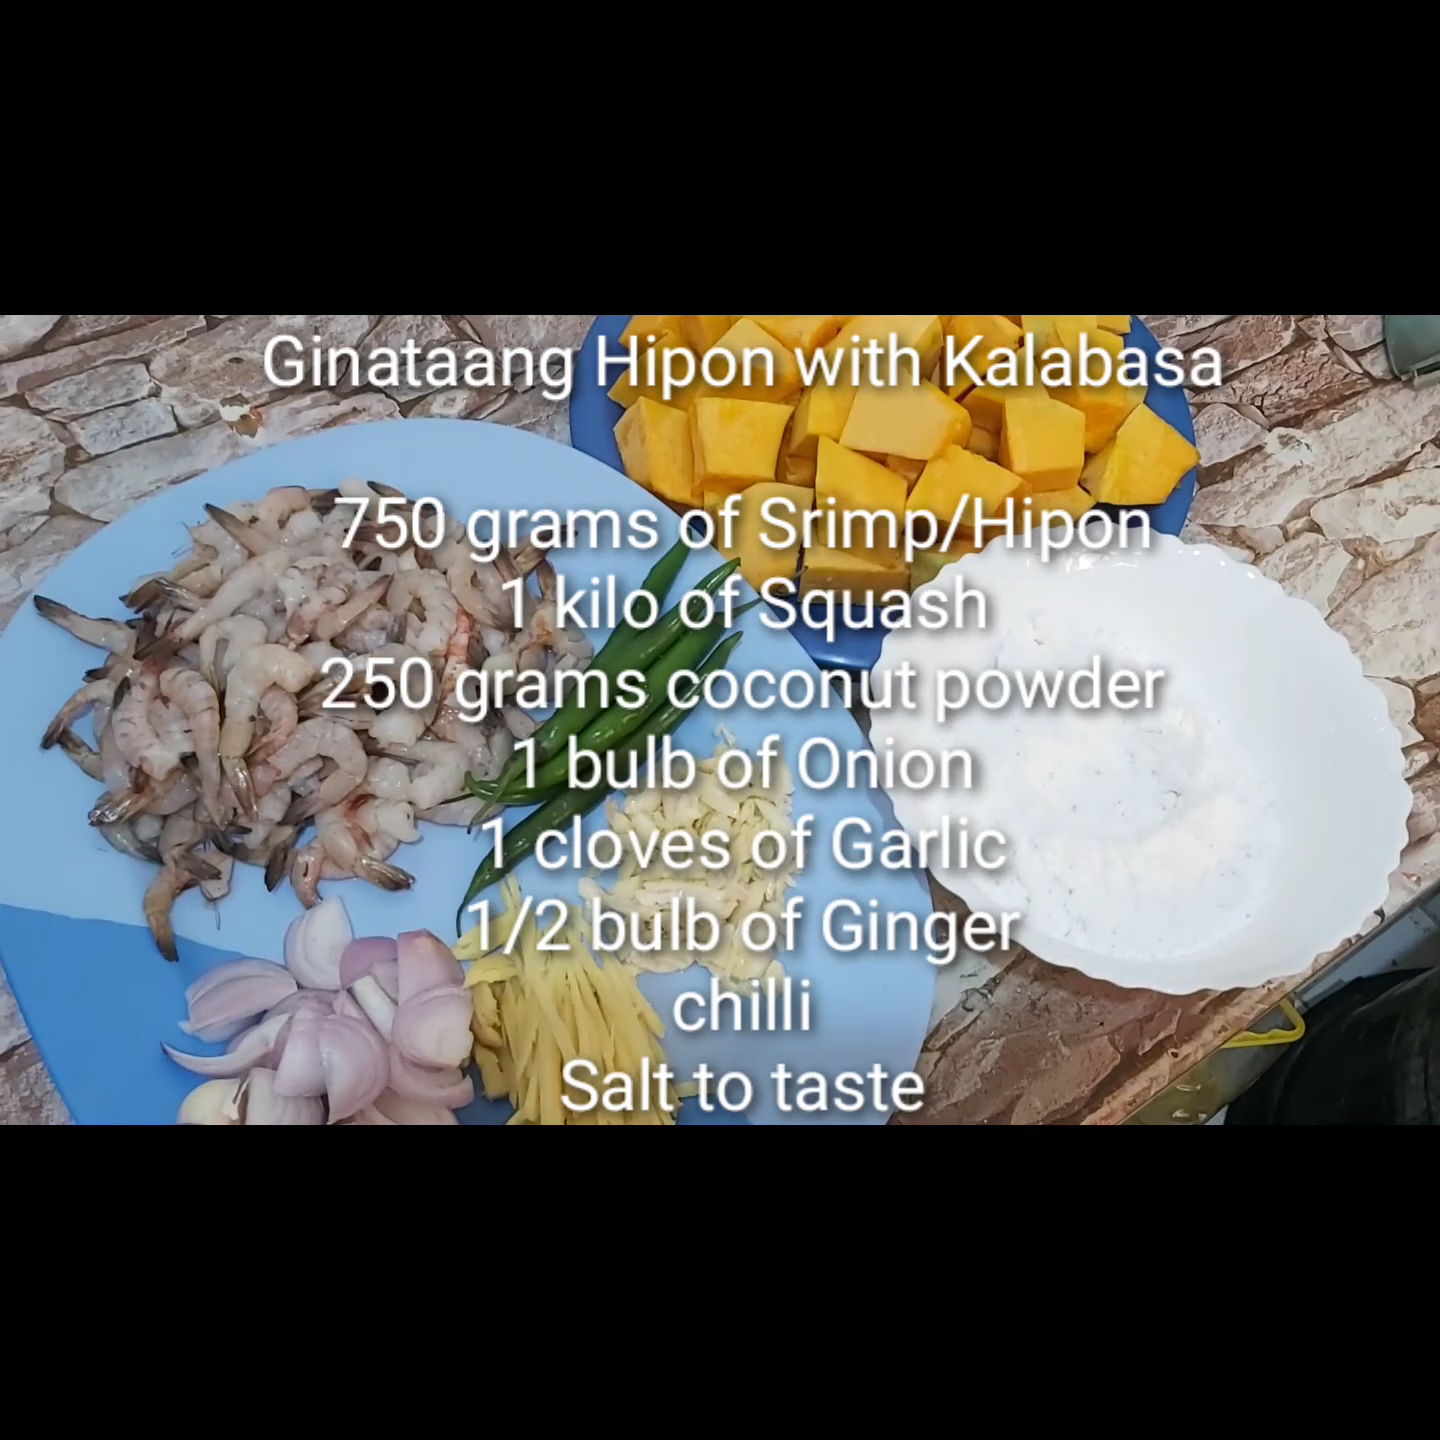 Ginataang Hipon with Kalabasa
750 grams of Srimp/Hipon
1 kilo of Squash
250 grams coconut powder
1 bulb of Onion
1 cloves of Garlic
1/2 bulb of Ginger
chilli
Salt to taste